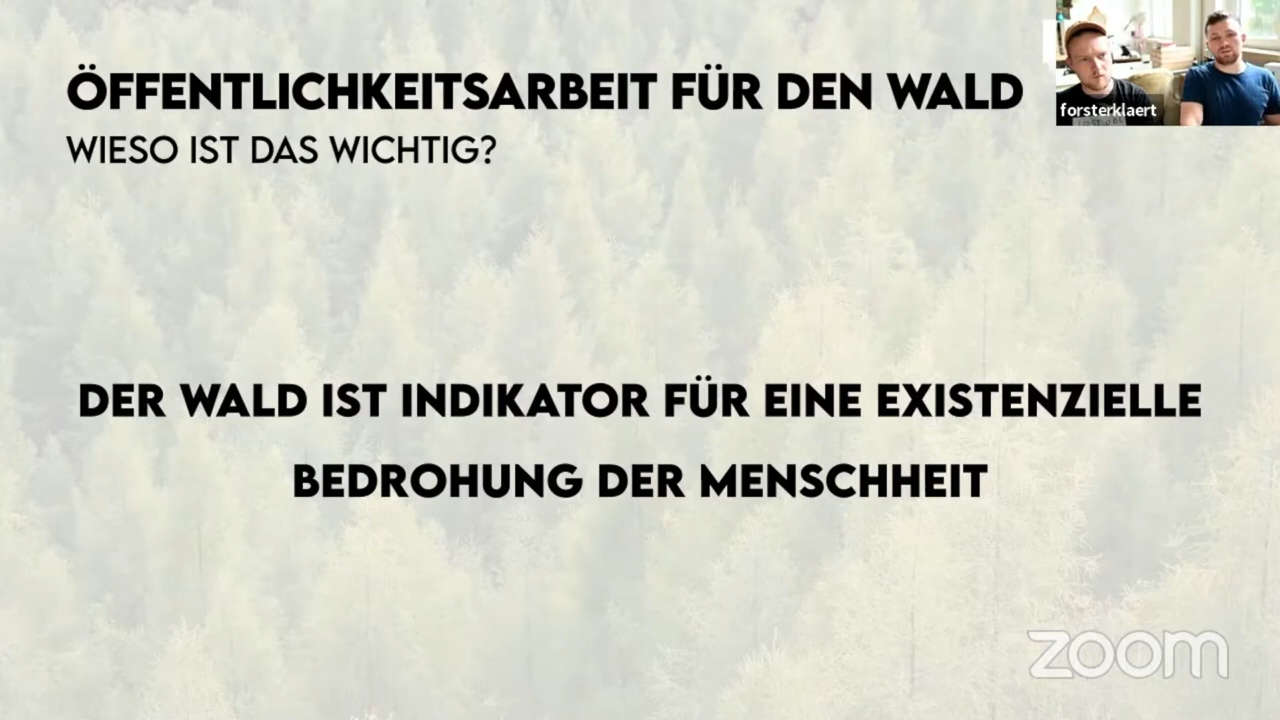 ÖFFENTLICHKEITSARBEIT FÜR DEN WALD
WIESO IST DAS WICHTIG?
forsterklaert
DER WALD IST INDIKATOR FÜR EINE EXISTENZIELLE
BEDROHUNG DER MENSCHHEIT
zoom